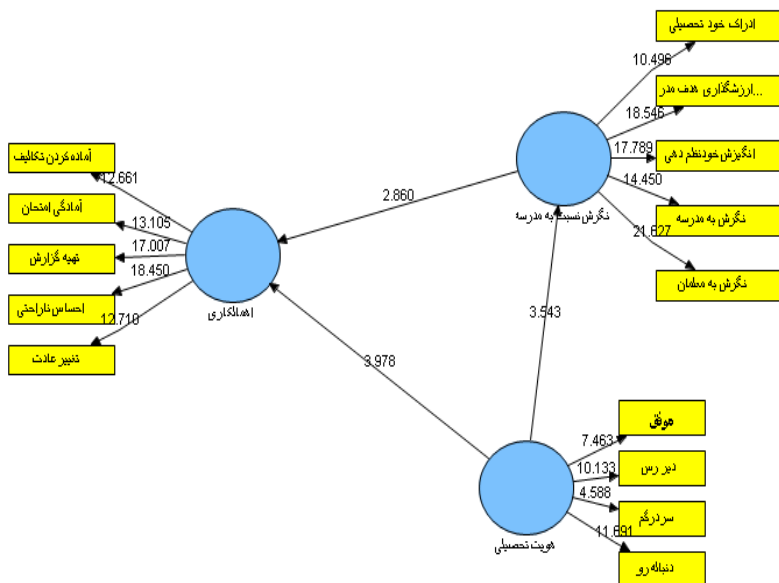 ادراک خود تحصیلی
10.496
ارزشگذاری هدف مدر...
18.546
انگیزش خودنظم دهی
17.789
نگرش به مدرسه
14.450
نگرش به معلمان
21.627
نگرش نسبت به مدرسه
آماده کردن تکالیف
12.661
آمادگی امتحان
13.105
تهیه گزارش
17.007
احساس ناراحتی
18.450
تغییر عادت
12.710
اهمالکاری
2.860
3.543
3.978
موفق
7.463
دیر رس
10.133
سردرگم
4.588
دنباله رو
11.691
هویت تحصیلی